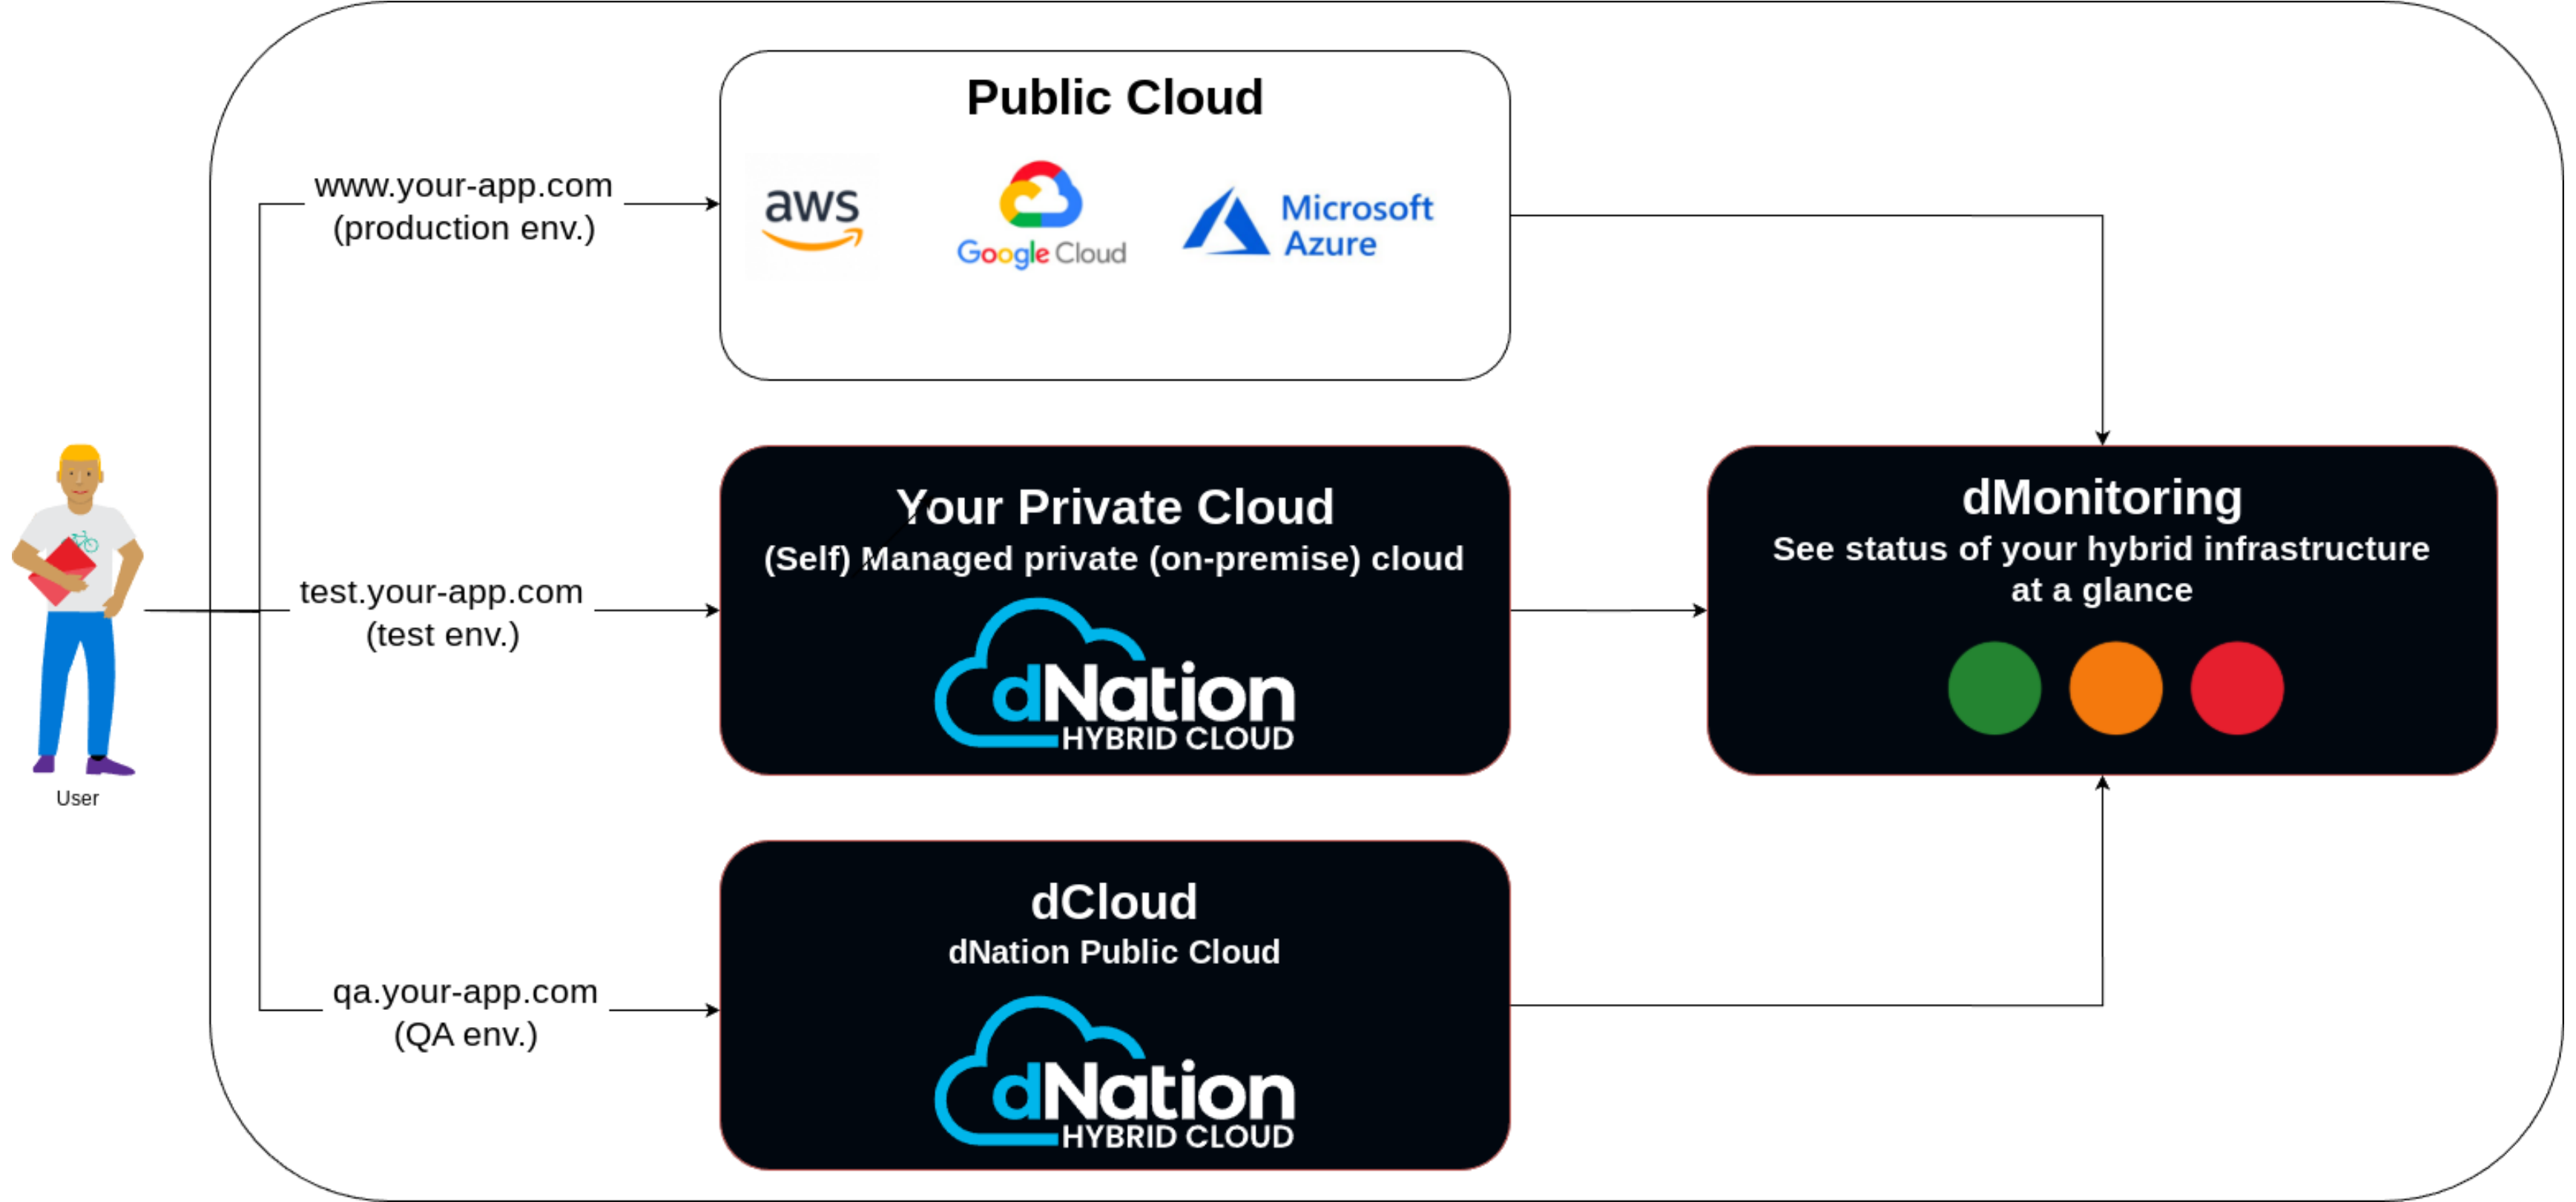 Public Cloud
www.your-app.com
(production env.)
aws
Google Cloud
Microsoft
Azure
Your Private Cloud
(Self) Managed private (on-premise) cloud
dNation
HYBRID CLOUD
test.your-app.com
(test env.)
dMonitoring
See status of your hybrid infrastructure
at a glance
User
dCloud
dNation Public Cloud
dNation
HYBRID CLOUD
qa.your-app.com
(QA env.)